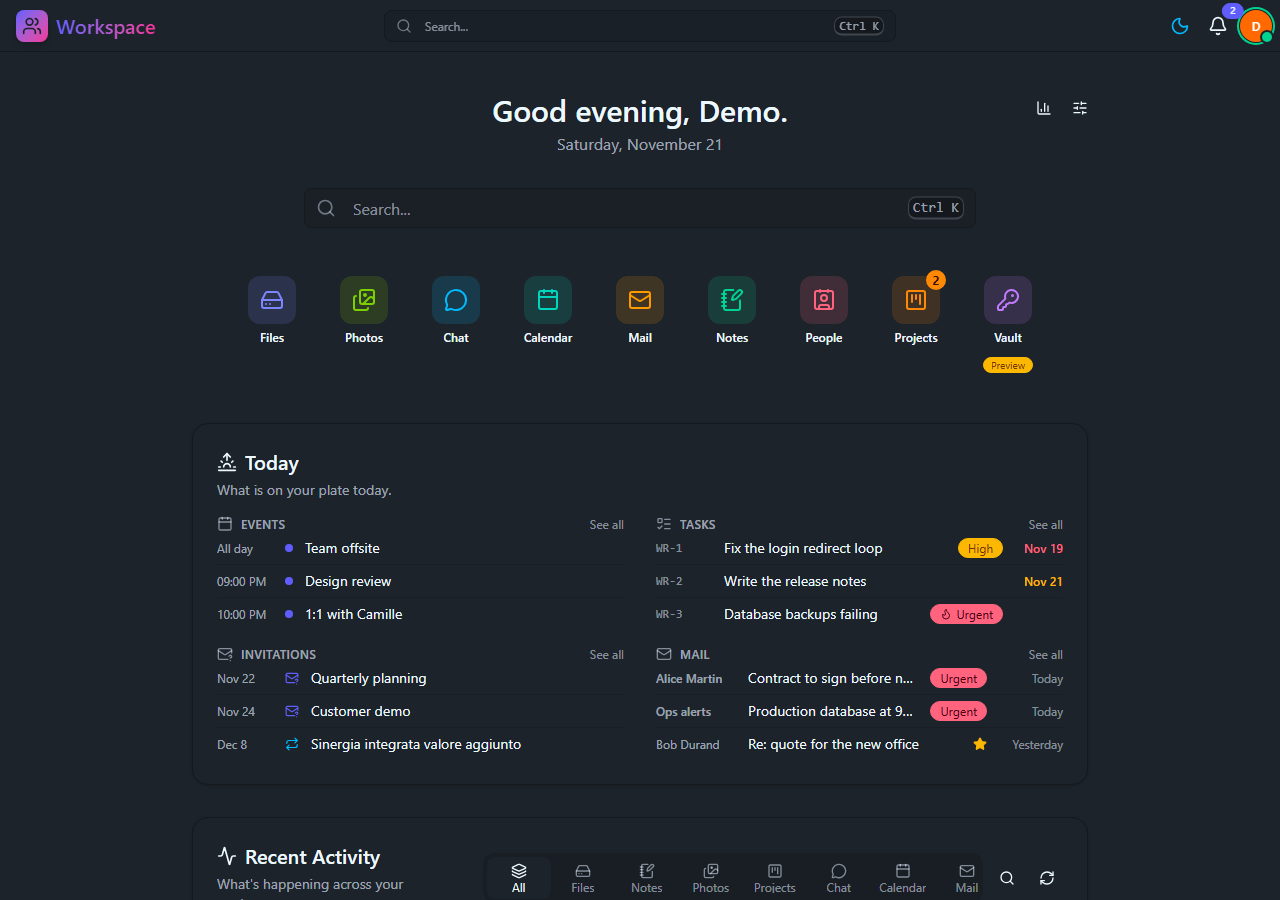 Workspace
Search...
Ctrl K
2
D
Good evening, Demo.
Saturday, November 21
Search...
Ctrl K
Files
Photos
Chat
Calendar
Mail
Notes
People
2
Projects
Vault
Preview
Today
What is on your plate today.
EVENTS See all
All day Team offsite
09:00 PM Design review
10:00 PM 1:1 with Camille
TASKS See all
WR-1 Fix the login redirect loop High Nov 19
WR-2 Write the release notes Nov 21
WR-3 Database backups failing Urgent
INVITATIONS See all
Nov 22 Quarterly planning
Nov 24 Customer demo
Dec 8 Sinergia integrata valore aggiunto
MAIL See all
Alice Martin Contract to sign before n... Urgent Today
Ops alerts Production database at 9... Urgent Today
Bob Durand Re: quote for the new office Yesterday
Recent Activity
What's happening across your
All
Files
Notes
Photos
Projects
Chat
Calendar
Mail